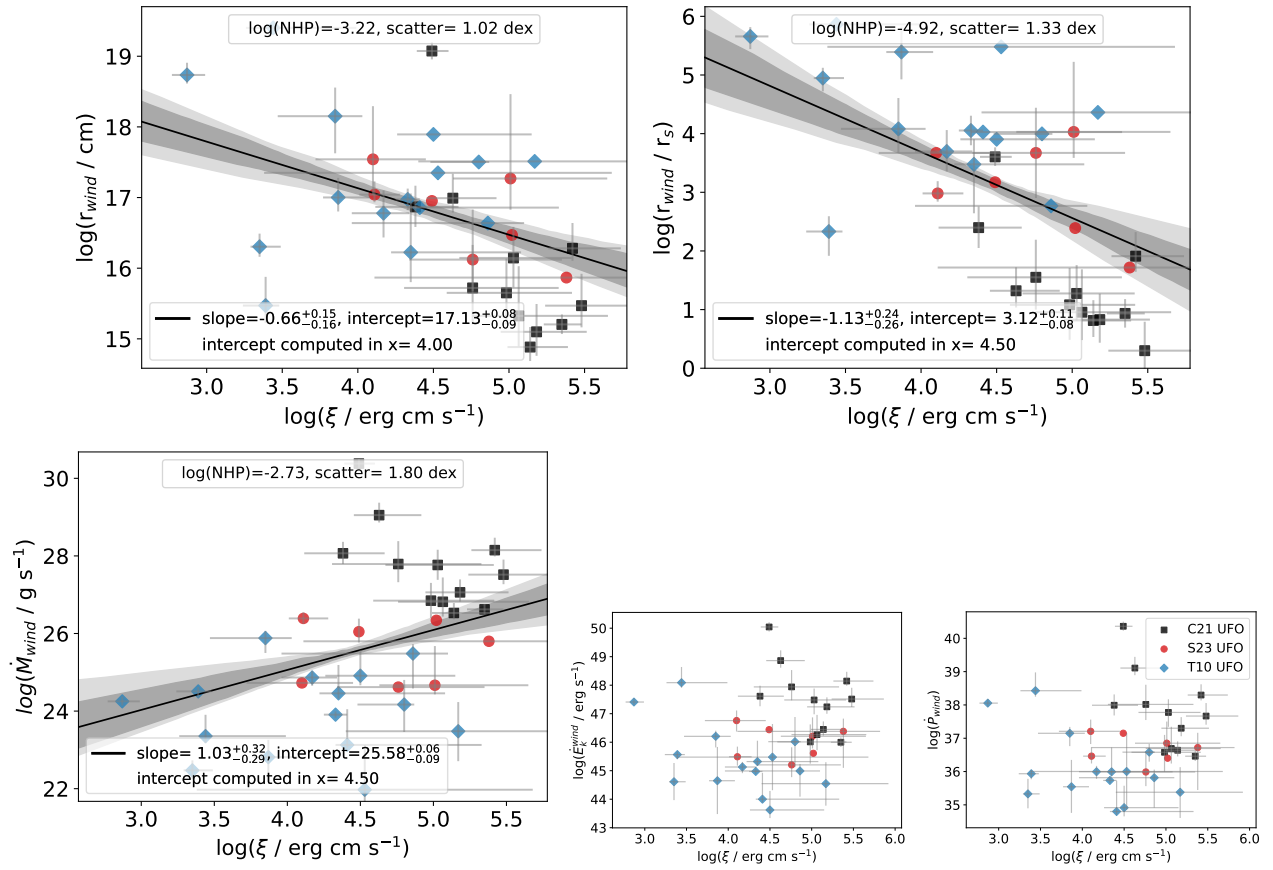 log(NHP)=-3.22, scatter= 1.02 dex
19
18
17
16
15
log(r_wind / cm)
slope=-0.66^{+0.15}_{-0.16}, intercept=17.13^{+0.08}_{-0.09}
intercept computed in x= 4.00
3.0 3.5 4.0 4.5 5.0 5.5
log(ξ / erg cm s⁻¹)
log(NHP)=-4.92, scatter= 1.33 dex
6
5
4
3
2
1
0
log(r_wind / r_s)
slope=-1.13^{+0.24}_{-0.26}, intercept= 3.12^{+0.11}_{-0.08}
intercept computed in x= 4.50
3.0 3.5 4.0 4.5 5.0 5.5
log(ξ / erg cm s⁻¹)
log(NHP)=-2.73, scatter= 1.80 dex
30
28
26
24
22
log(Ṁ_wind / g s⁻¹)
slope= 1.03^{+0.32}_{-0.29}, intercept=25.58^{+0.06}_{-0.09}
intercept computed in x= 4.50
3.0 3.5 4.0 4.5 5.0 5.5
log(ξ / erg cm s⁻¹)
50
49
48
47
46
45
44
43
log(Ė_k^wind / erg s⁻¹)
3.0 3.5 4.0 4.5 5.0 5.5 6.0
log(ξ / erg cm s⁻¹)
C21 UFO
S23 UFO
T10 UFO
40
39
38
37
36
35
log(Ṗ_wind)
3.0 3.5 4.0 4.5 5.0 5.5 6.0
log(ξ / erg cm s⁻¹)